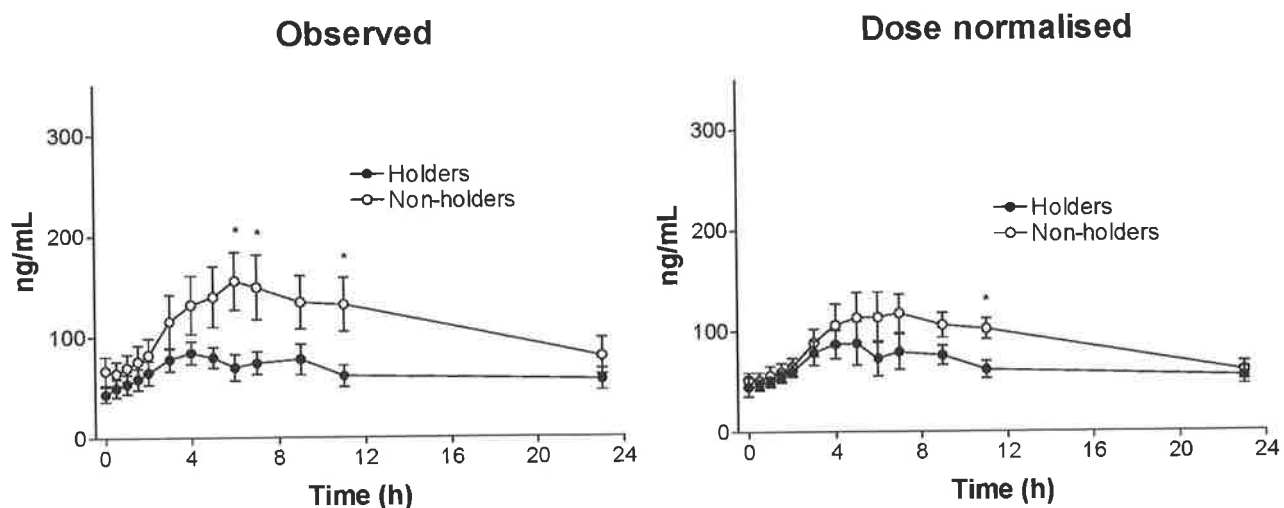 Observed
ng/mL
300
200
100
0
Holders
Non-holders
* *
*
0 4 8 12 16 20 24
Time (h)
Dose normalised
ng/mL
300
200
100
0
Holders
Non-holders
*
0 4 8 12 16 20 24
Time (h)